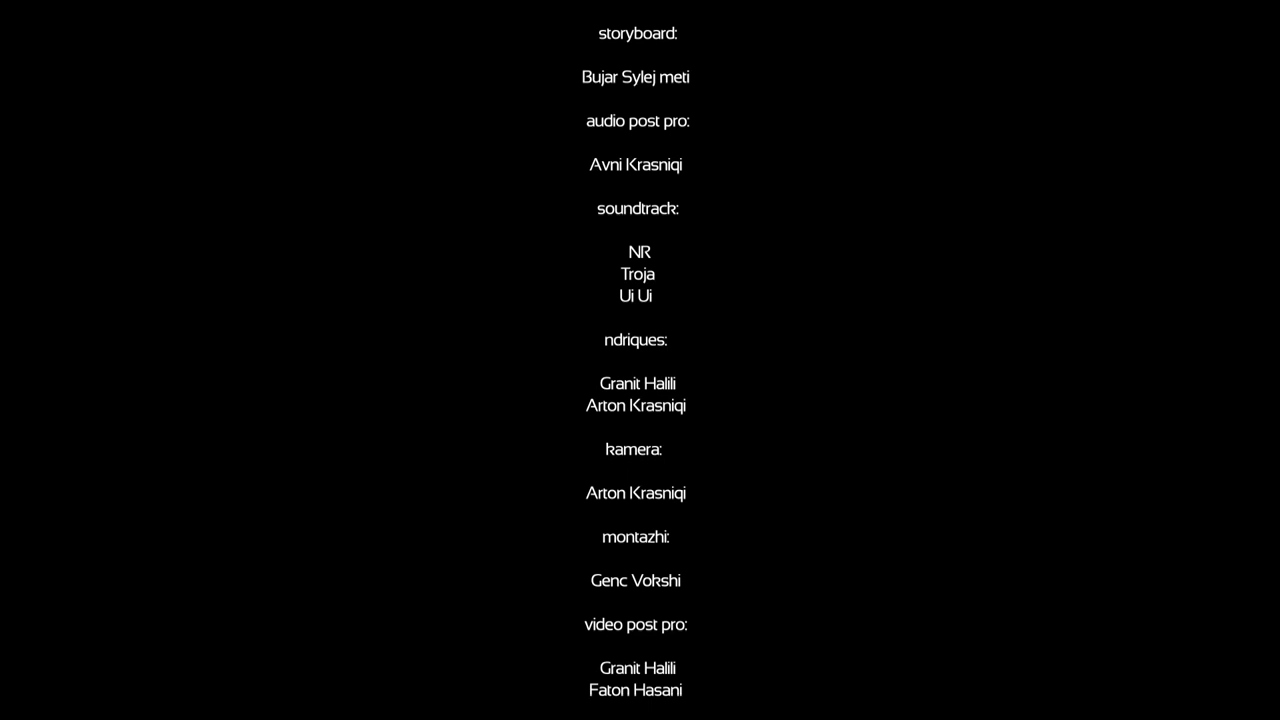 storyboard:
Bujar Sylej meti
audio post pro:
Avni Krasniqi
soundtrack:
NR
Troja
Ui Ui
ndriques:
Granit Halili
Arton Krasniqi
kamera:
Arton Krasniqi
montazhi:
Genc Vokshi
video post pro:
Granit Halili
Faton Hasani